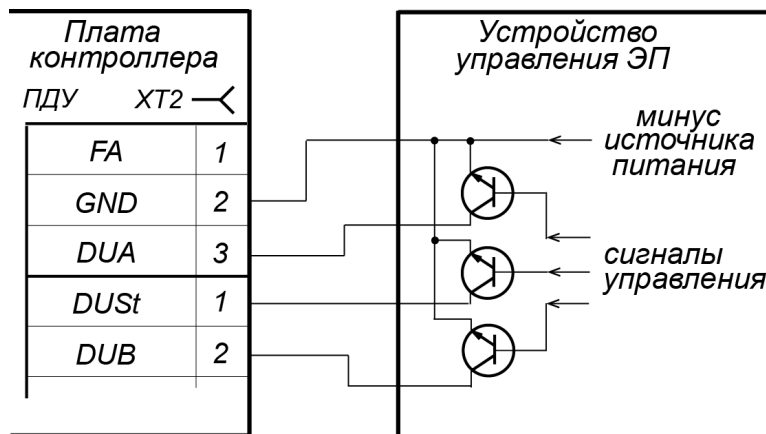 Плата
контроллера
ПДУ XT2
FA 1
GND 2
DUA 3
DUSt 1
DUB 2
Устройство
управления ЭП
минус
источника
питания
сигналы
управления